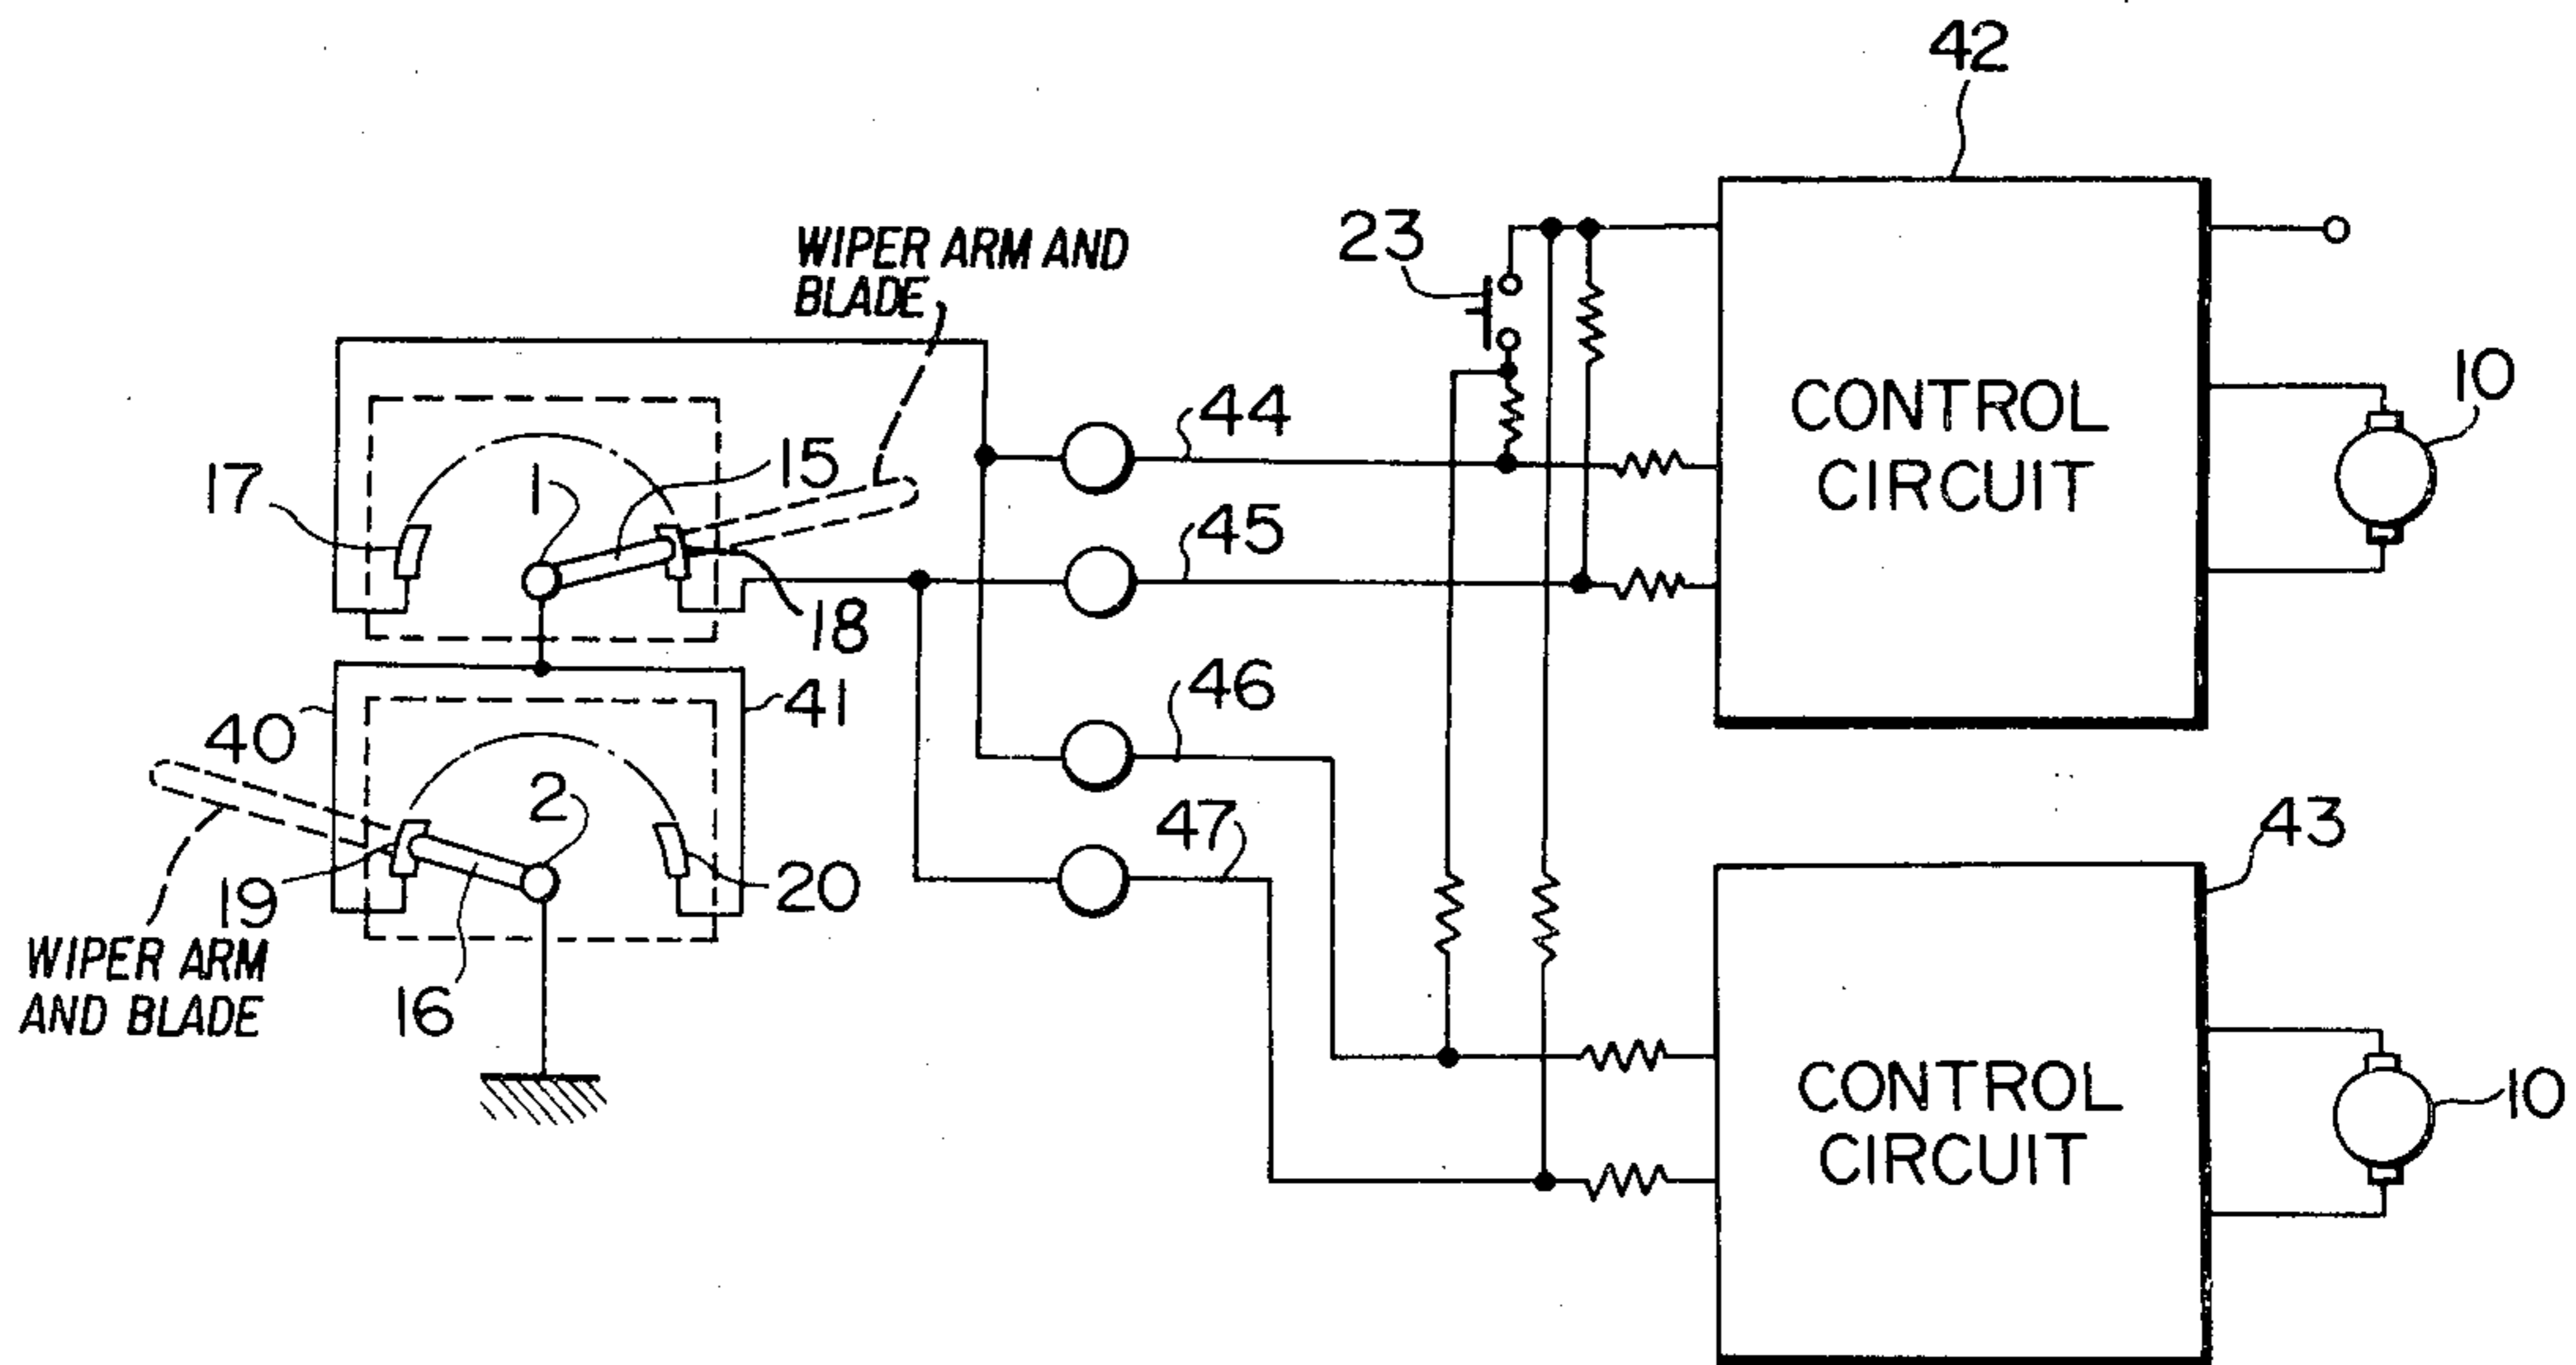 42
WIPER ARM AND
BLADE
23
44
CONTROL
CIRCUIT
10
17
1
15
45
18
46
40
41
2
47
43
19
20
WIPER ARM
AND BLADE
16
CONTROL
CIRCUIT
10